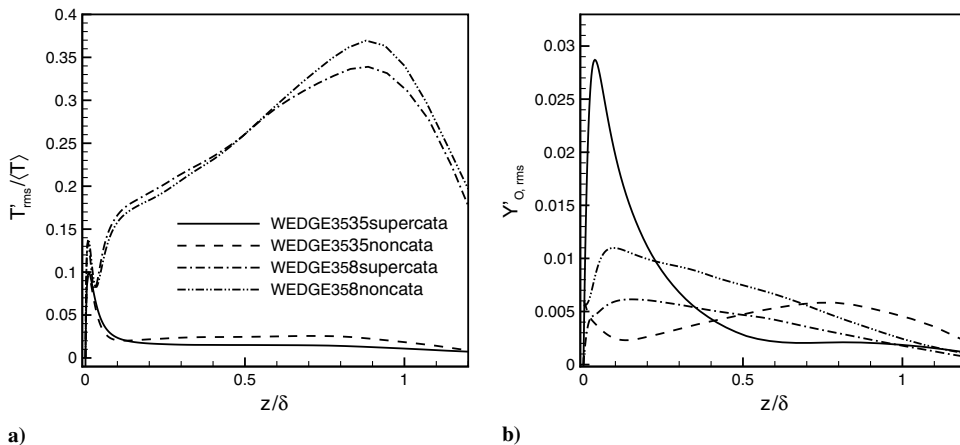 0.4
0.35
0.3
0.25
0.2
0.15
0.1
0.05
0
T'rms/⟨T⟩
0
0.5
1
z/δ
WEDGE3535supercata
WEDGE3535noncata
WEDGE358supercata
WEDGE358noncata
a)
0.03
0.025
0.02
0.015
0.01
0.005
0
Y'O, rms
0
0.5
1
z/δ
b)